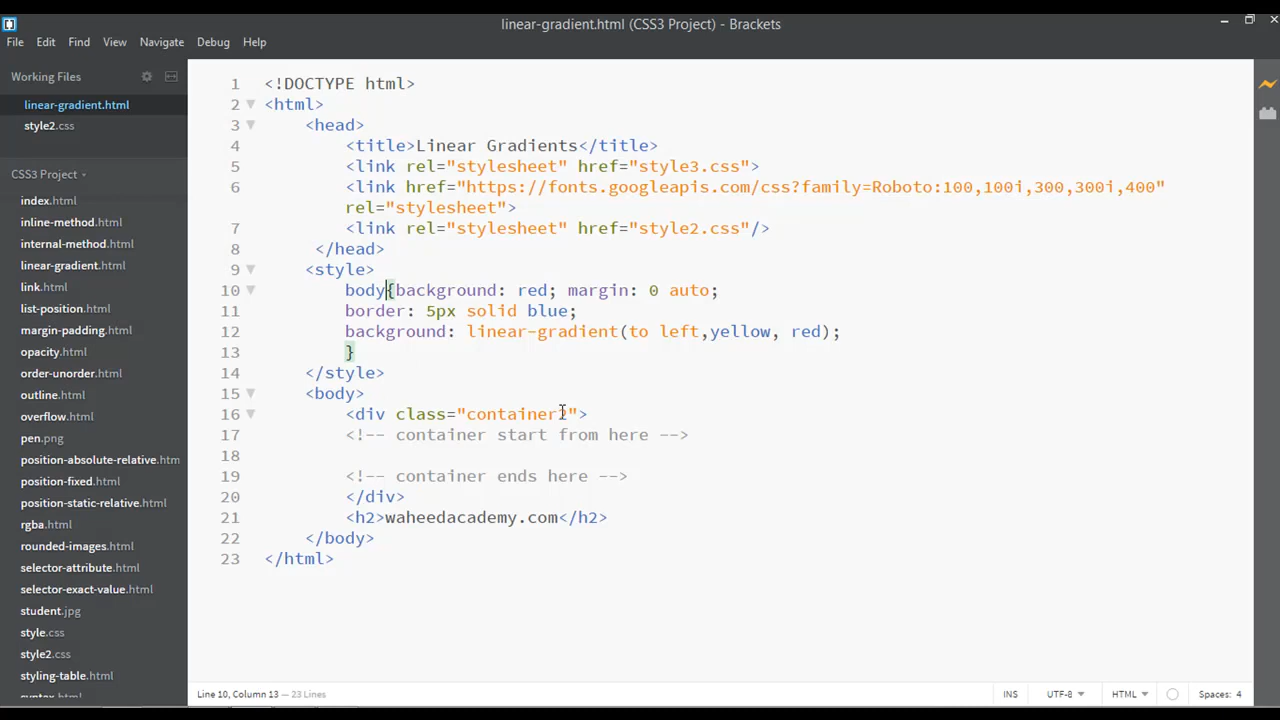 linear-gradient.html (CSS3 Project) - Brackets
File Edit Find View Navigate Debug Help
Working Files
linear-gradient.html
style2.css
CSS3 Project
index.html
inline-method.html
internal-method.html
linear-gradient.html
link.html
list-position.html
margin-padding.html
opacity.html
order-unorder.html
outline.html
overflow.html
pen.png
position-absolute-relative.htm
position-fixed.html
position-static-relative.html
rgba.html
rounded-images.html
selector-attribute.html
selector-exact-value.html
student.jpg
style.css
style2.css
styling-table.html
syntax.html
1 <!DOCTYPE html>
2 <html>
3 <head>
4 <title>Linear Gradients</title>
5 <link rel="stylesheet" href="style3.css">
6 <link href="https://fonts.googleapis.com/css?family=Roboto:100,100i,300,300i,400"
rel="stylesheet">
7 <link rel="stylesheet" href="style2.css"/>
8 </head>
9 <style>
10 body{background: red; margin: 0 auto;
11 border: 5px solid blue;
12 background: linear-gradient(to left,yellow, red);
13 }
14 </style>
15 <body>
16 <div class="container2">
17 <!-- container start from here -->
18
19 <!-- container ends here -->
20 </div>
21 <h2>waheedacademy.com</h2>
22 </body>
23 </html>
Line 10, Column 13 — 23 Lines
INS UTF-8 HTML Spaces: 4